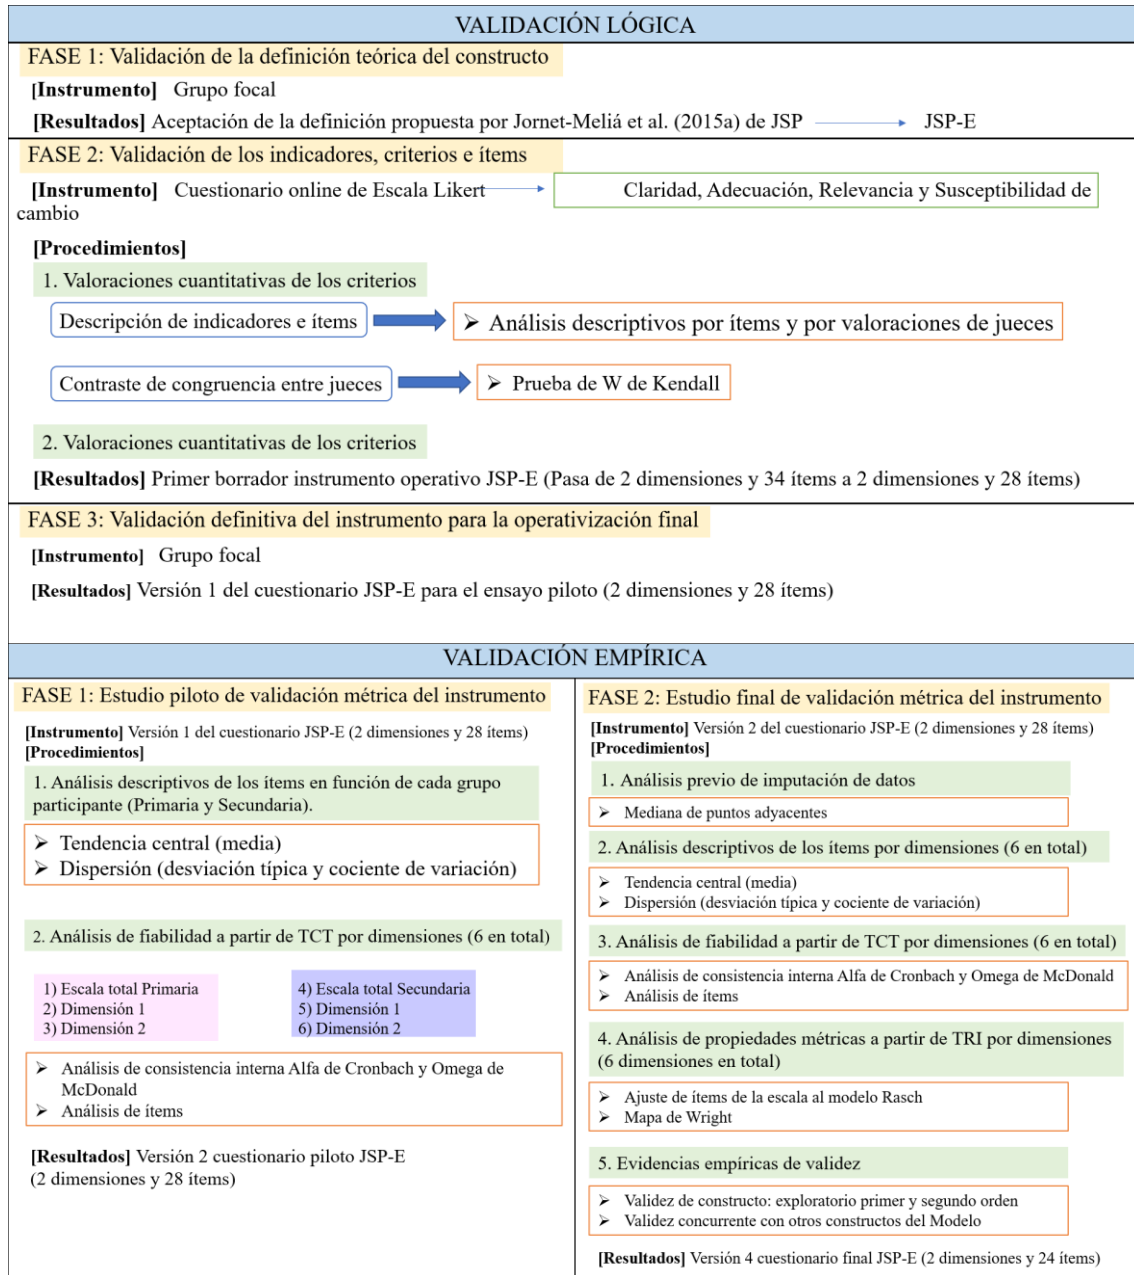 VALIDACIÓN LÓGICA
FASE 1: Validación de la definición teórica del constructo
[Instrumento] Grupo focal
[Resultados] Aceptación de la definición propuesta por Jornet-Meliá et al. (2015a) de JSP JSP-E
FASE 2: Validación de los indicadores, criterios e ítems
[Instrumento] Cuestionario online de Escala Likert Claridad, Adecuación, Relevancia y Susceptibilidad de
cambio
[Procedimientos]
1. Valoraciones cuantitativas de los criterios
Descripción de indicadores e ítems
➤ Análisis descriptivos por ítems y por valoraciones de jueces
Contraste de congruencia entre jueces
➤ Prueba de W de Kendall
2. Valoraciones cuantitativas de los criterios
[Resultados] Primer borrador instrumento operativo JSP-E (Pasa de 2 dimensiones y 34 ítems a 2 dimensiones y 28 ítems)
FASE 3: Validación definitiva del instrumento para la operativización final
[Instrumento] Grupo focal
[Resultados] Versión 1 del cuestionario JSP-E para el ensayo piloto (2 dimensiones y 28 ítems)
VALIDACIÓN EMPÍRICA
FASE 1: Estudio piloto de validación métrica del instrumento
[Instrumento] Versión 1 del cuestionario JSP-E (2 dimensiones y 28 ítems)
[Procedimientos]
1. Análisis descriptivos de los ítems en función de cada grupo
participante (Primaria y Secundaria).
➤ Tendencia central (media)
➤ Dispersión (desviación típica y cociente de variación)
2. Análisis de fiabilidad a partir de TCT por dimensiones (6 en total)
1) Escala total Primaria
2) Dimensión 1
3) Dimensión 2
4) Escala total Secundaria
5) Dimensión 1
6) Dimensión 2
➤ Análisis de consistencia interna Alfa de Cronbach y Omega de
McDonald
➤ Análisis de ítems
[Resultados] Versión 2 cuestionario piloto JSP-E
(2 dimensiones y 28 ítems)
FASE 2: Estudio final de validación métrica del instrumento
[Instrumento] Versión 2 del cuestionario JSP-E (2 dimensiones y 28 ítems)
[Procedimientos]
1. Análisis previo de imputación de datos
➤ Mediana de puntos adyacentes
2. Análisis descriptivos de los ítems por dimensiones (6 en total)
➤ Tendencia central (media)
➤ Dispersión (desviación típica y cociente de variación)
3. Análisis de fiabilidad a partir de TCT por dimensiones (6 en total)
➤ Análisis de consistencia interna Alfa de Cronbach y Omega de McDonald
➤ Análisis de ítems
4. Análisis de propiedades métricas a partir de TRI por dimensiones
(6 dimensiones en total)
➤ Ajuste de ítems de la escala al modelo Rasch
➤ Mapa de Wright
5. Evidencias empíricas de validez
➤ Validez de constructo: exploratorio primer y segundo orden
➤ Validez concurrente con otros constructos del Modelo
[Resultados] Versión 4 cuestionario final JSP-E (2 dimensiones y 24 ítems)